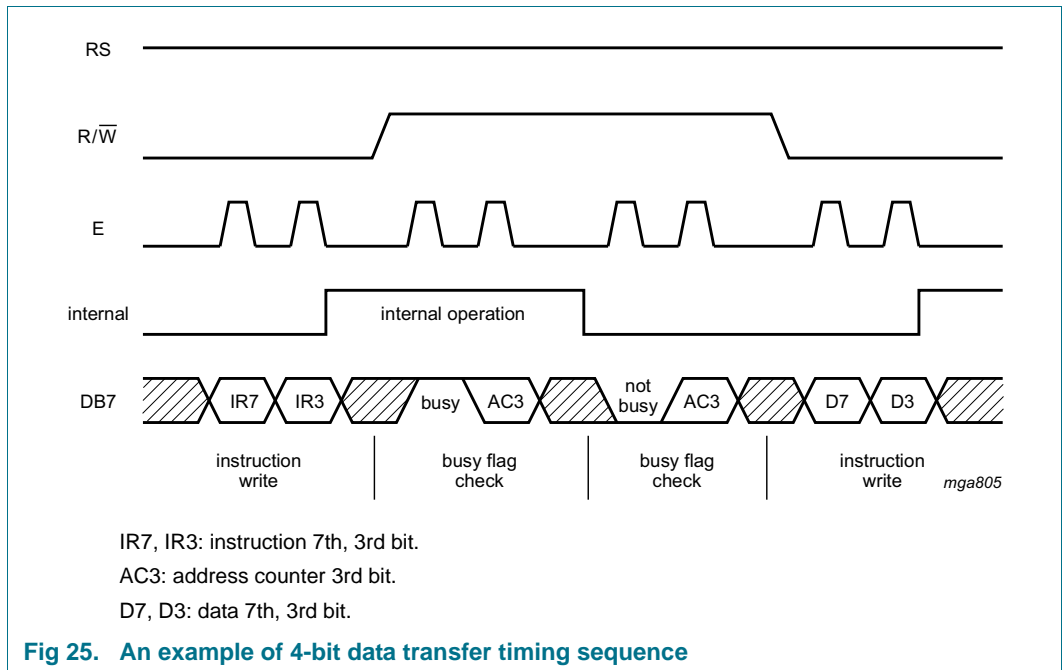 RS
R/W̅
E
internal
internal operation
DB7
IR7 IR3 busy AC3 not busy AC3 D7 D3
instruction write
busy flag check
busy flag check
instruction write
mga805
IR7, IR3: instruction 7th, 3rd bit.
AC3: address counter 3rd bit.
D7, D3: data 7th, 3rd bit.
Fig 25. An example of 4-bit data transfer timing sequence